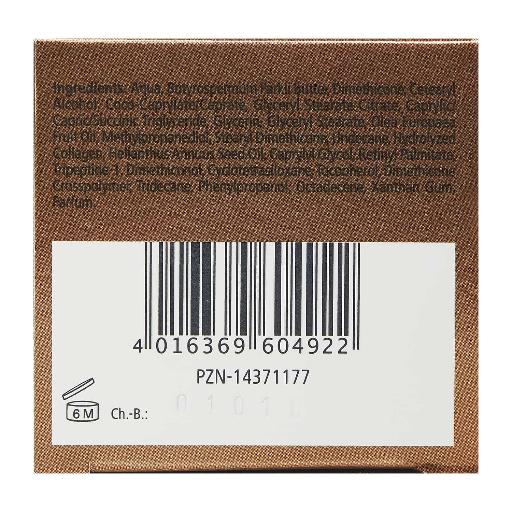 Ingredients: Aqua, Butyrospermum Parkii Butter, Dimethicone, Cetearyl
Alcohol, Coco-Caprylate/Caprate, Glyceryl Stearate Citrate, Caprylic/
Capric/Succinic Triglyceride, Glycerin, Glyceryl Stearate, Olea Europaea
Fruit Oil, Methylpropanediol, Stearyl Dimethicone, Undecane, Hydrolyzed
Collagen, Helianthus Annuus Seed Oil, Caprylyl Glycol, Retinyl Palmitate,
Tripeptide-1, Dimethiconol, Cyclotetrasiloxane, Tocopherol, Dimethicone
Crosspolymer, Tridecane, Phenylpropanol, Octadecene, Xanthan Gum,
Parfum.
4 016369 604922
PZN-14371177
6 M Ch.-B.: